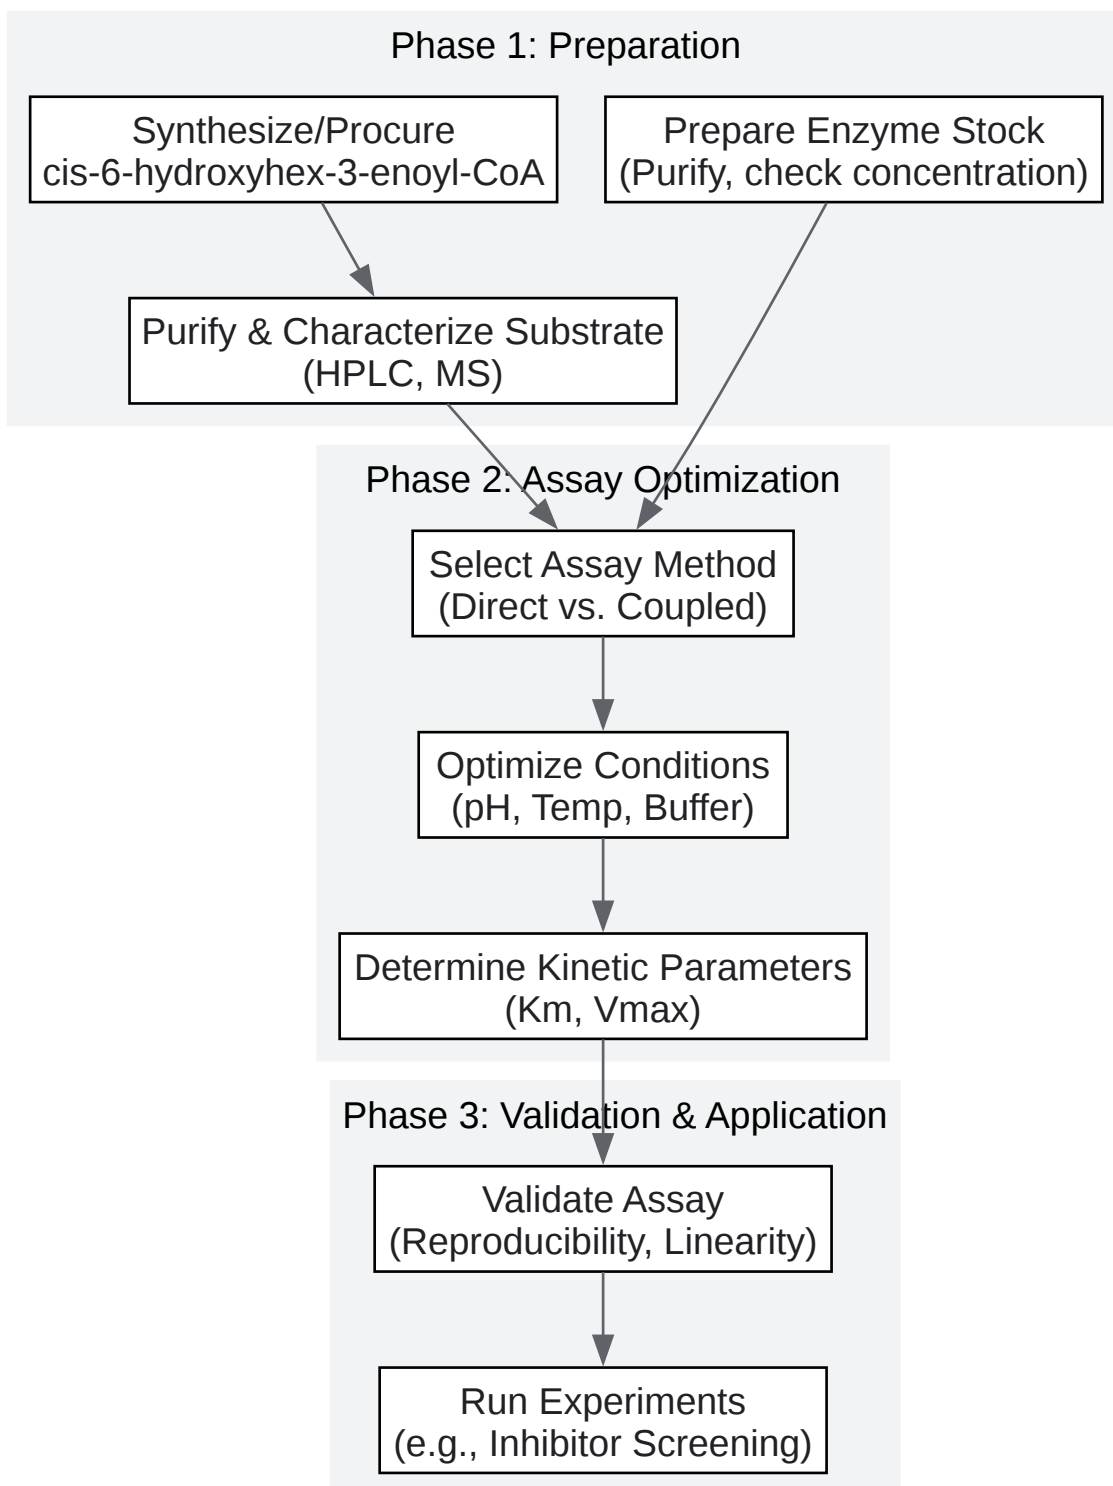 Phase 1: Preparation
Synthesize/Procure
cis-6-hydroxyhex-3-enoyl-CoA
Prepare Enzyme Stock
(Purify, check concentration)
Purify & Characterize Substrate
(HPLC, MS)
Phase 2: Assay Optimization
Select Assay Method
(Direct vs. Coupled)
Optimize Conditions
(pH, Temp, Buffer)
Determine Kinetic Parameters
(Km, Vmax)
Phase 3: Validation & Application
Validate Assay
(Reproducibility, Linearity)
Run Experiments
(e.g., Inhibitor Screening)